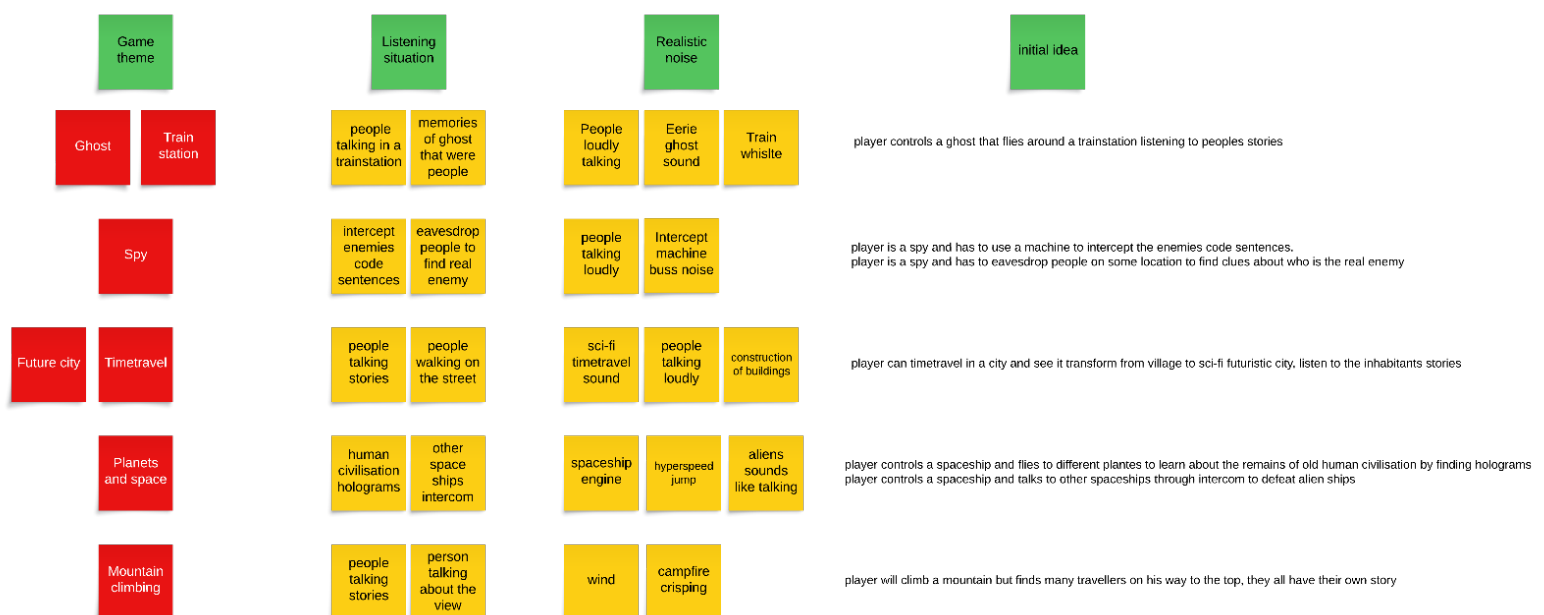 Game
theme
Listening
situation
Realistic
noise
initial idea
Ghost
Train
station
people
talking in a
trainstation
memories
of ghost
that were
people
People
loudly
talking
Eerie
ghost
sound
Train
whislte
player controls a ghost that flies around a trainstation listening to peoples stories
Spy
intercept
enemies
code
sentences
eavesdrop
people to
find real
enemy
people
talking
loudly
Intercept
machine
buss noise
player is a spy and has to use a machine to intercept the enemies code sentences.
player is a spy and has to eavesdrop people on some location to find clues about who is the real enemy
Future city
Timetravel
people
talking
stories
people
walking on
the street
sci-fi
timetravel
sound
people
talking
loudly
construction
of buildings
player can timetravel in a city and see it transform from village to sci-fi futuristic city, listen to the inhabitants stories
Planets
and space
human
civilisation
holograms
other
space
ships
intercom
spaceship
engine
hyperspeed
jump
aliens
sounds
like talking
player controls a spaceship and flies to different plantes to learn about the remains of old human civilisation by finding holograms
player controls a spaceship and talks to other spaceships through intercom to defeat alien ships
Mountain
climbing
people
talking
stories
person
talking
about the
view
wind
campfire
crisping
player will climb a mountain but finds many travellers on his way to the top, they all have their own story